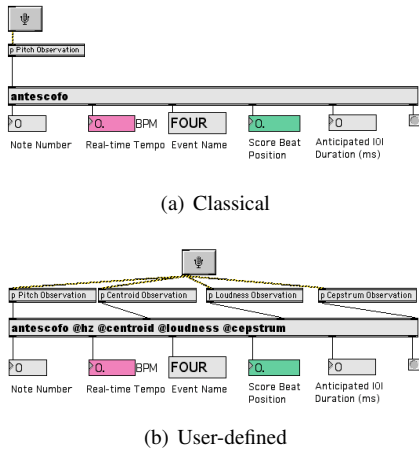 p Pitch Observation
antescofo
0 0. BPM FOUR 0. 0
Note Number Real-time Tempo Event Name Score Beat Position Anticipated IOI Duration (ms)
(a) Classical
p Pitch Observation p Centroid Observation p Loudness Observation p Cepstrum Observation
antescofo @hz @centroid @loudness @cepstrum
0 0. BPM FOUR 0. 0
Note Number Real-time Tempo Event Name Score Beat Position Anticipated IOI Duration (ms)
(b) User-defined